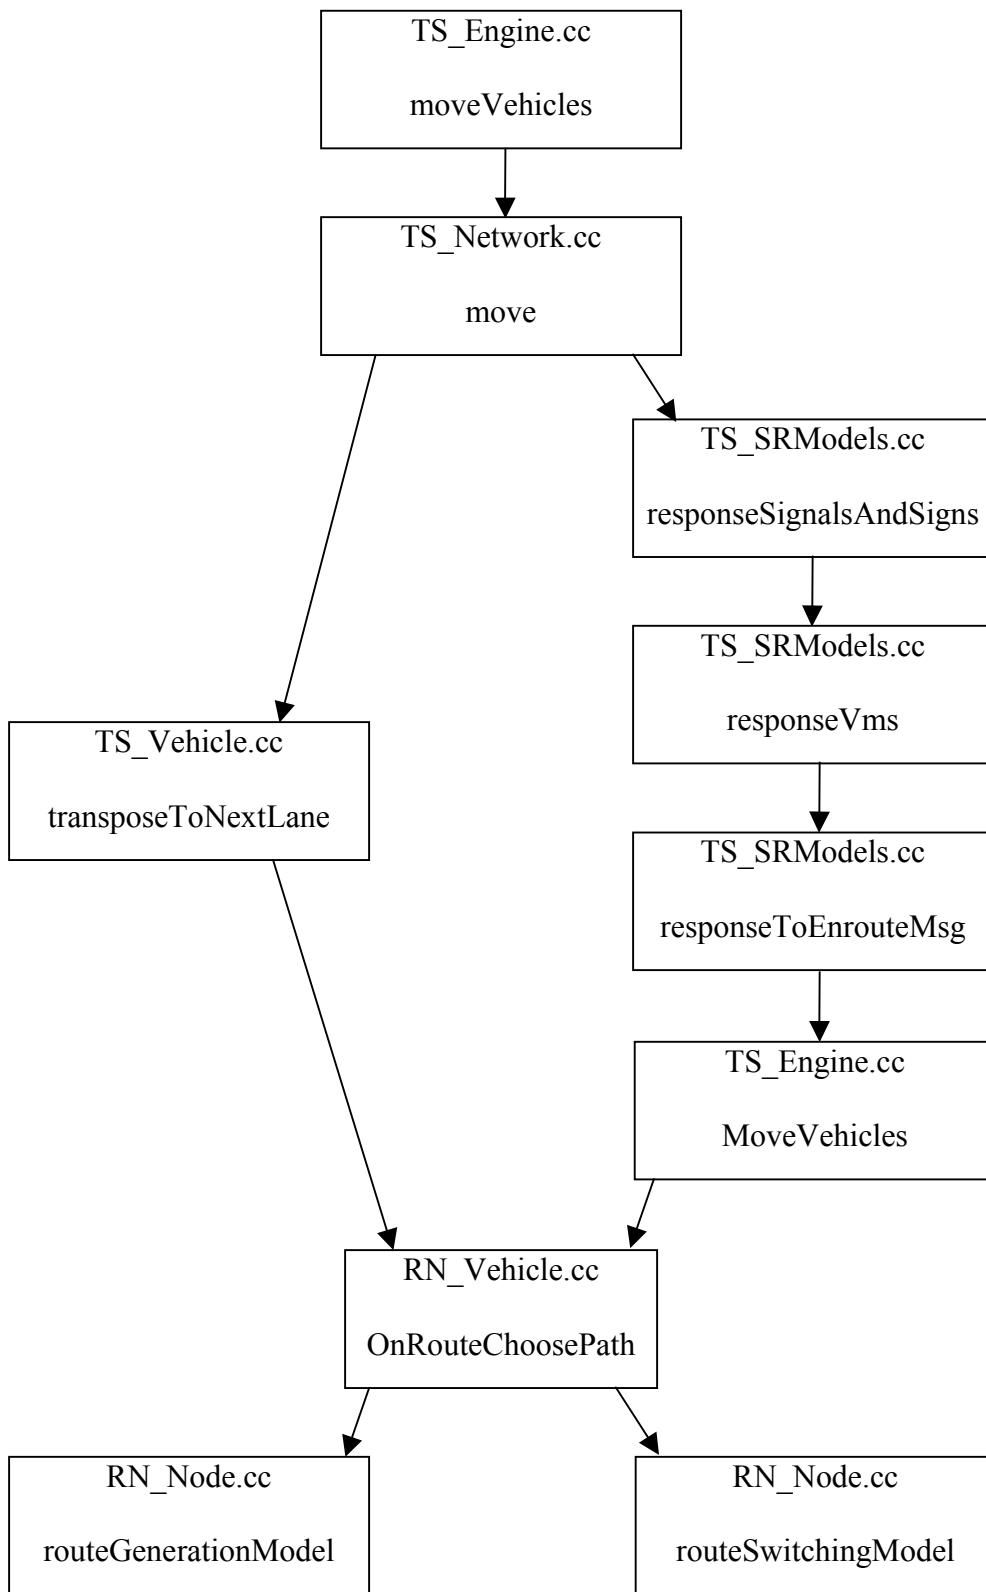 TS_Engine.cc
moveVehicles
TS_Network.cc
move
TS_SRModels.cc
responseSignalsAndSigns
TS_SRModels.cc
responseVms
TS_Vehicle.cc
transposeToNextLane
TS_SRModels.cc
responseToEnrouteMsg
TS_Engine.cc
MoveVehicles
RN_Vehicle.cc
OnRouteChoosePath
RN_Node.cc
routeGenerationModel
RN_Node.cc
routeSwitchingModel